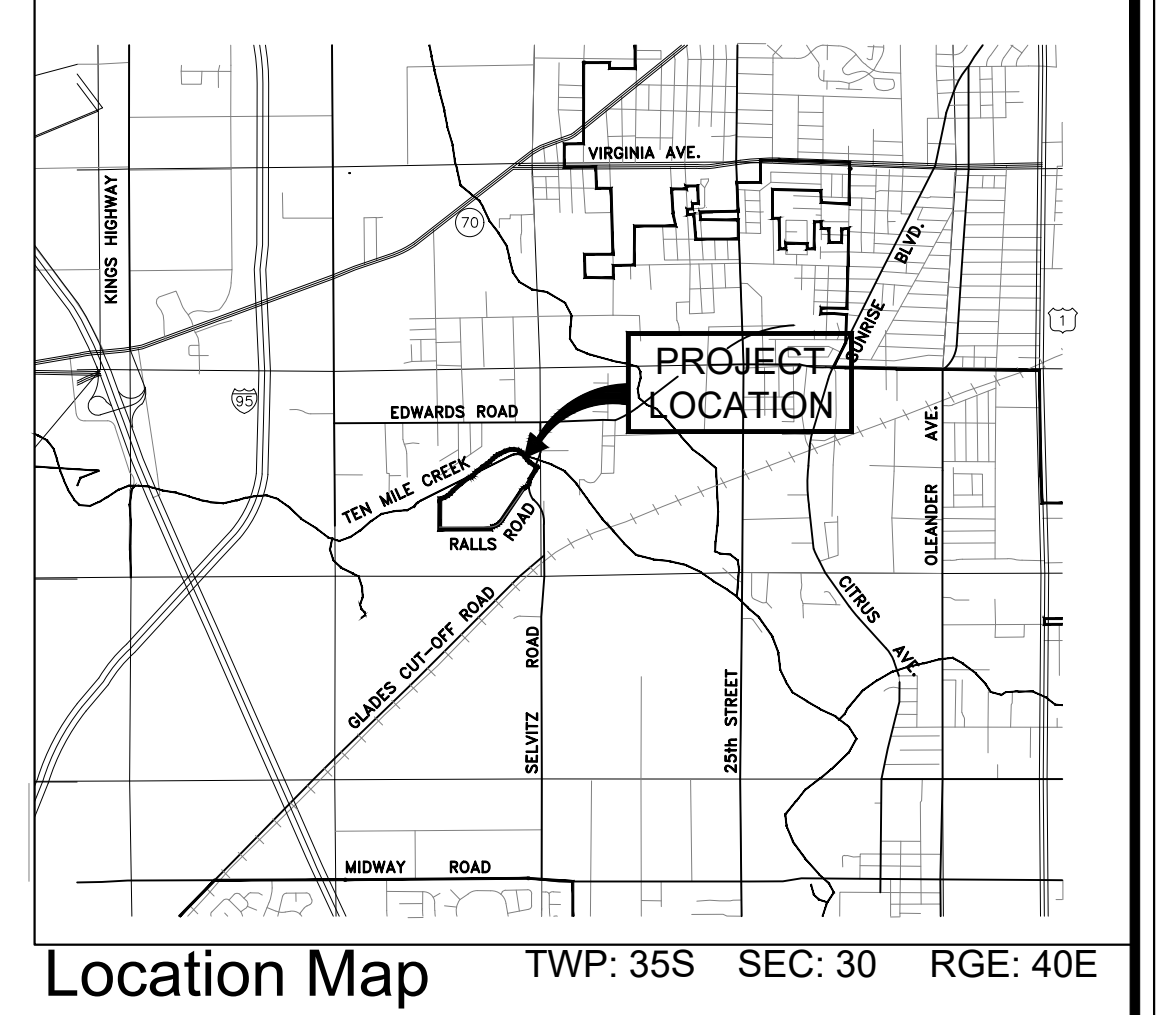 VIRGINIA AVE.
KINGS HIGHWAY
70
SUNRISE BLVD.
1
PROJECT
LOCATION
95
EDWARDS ROAD
TEN MILE CREEK
RALLS ROAD
OLEANDER AVE.
CITRUS AVE.
GLADES CUT-OFF ROAD
SELVITZ ROAD
25th STREET
MIDWAY ROAD
Location Map
TWP: 35S SEC: 30 RGE: 40E